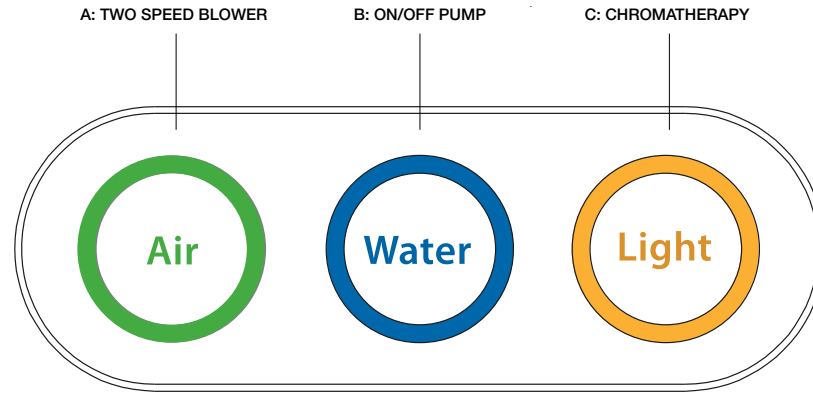 A: TWO SPEED BLOWER B: ON/OFF PUMP C: CHROMATHERAPY
Air Water Light